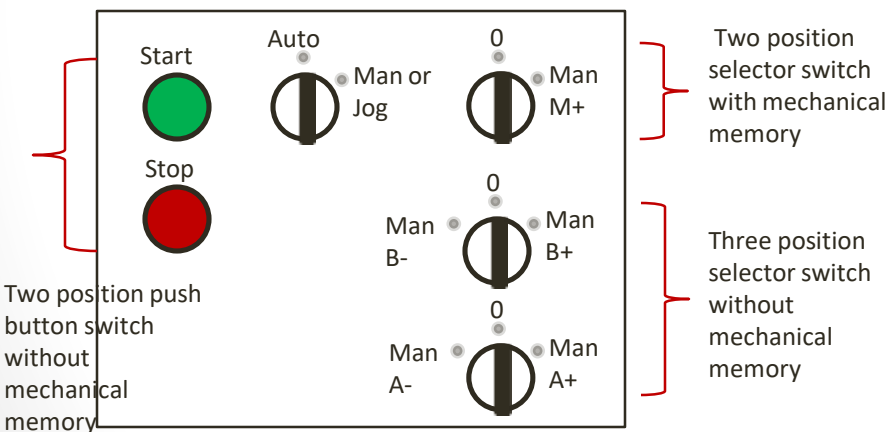 Start
Auto
Man or
Jog
0
Man
M+
Two position
selector switch
with mechanical
memory
Stop
0
Man
B-
Man
B+
Three position
selector switch
without
mechanical
memory
Two position push
button switch
without
mechanical
memory
0
Man
A-
Man
A+